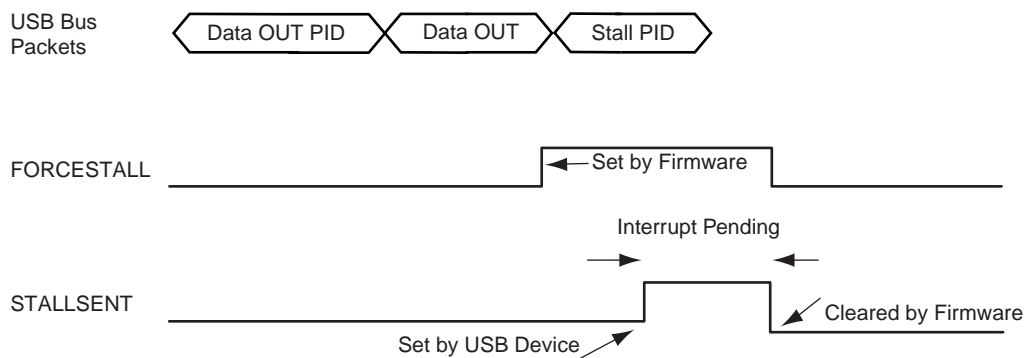 USB Bus
Packets
Data OUT PID
Data OUT
Stall PID
FORCESTALL
Set by Firmware
Interrupt Pending
STALLSENT
Cleared by Firmware
Set by USB Device